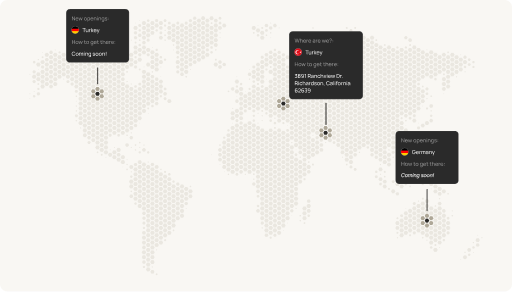 New openings:
Turkey
How to get there:
Coming soon!
Where are we?:
Turkey
How to get there:
3891 Ranchview Dr.
Richardson, California
62639
New openings:
Germany
How to get there:
Coming soon!